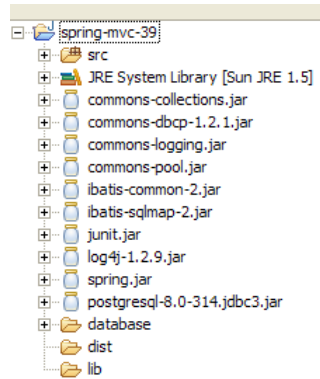 spring-mvc-39
src
JRE System Library [Sun JRE 1.5]
commons-collections.jar
commons-dbcp-1.2.1.jar
commons-logging.jar
commons-pool.jar
ibatis-common-2.jar
ibatis-sqlmap-2.jar
junit.jar
log4j-1.2.9.jar
spring.jar
postgresql-8.0-314.jdbc3.jar
database
dist
lib